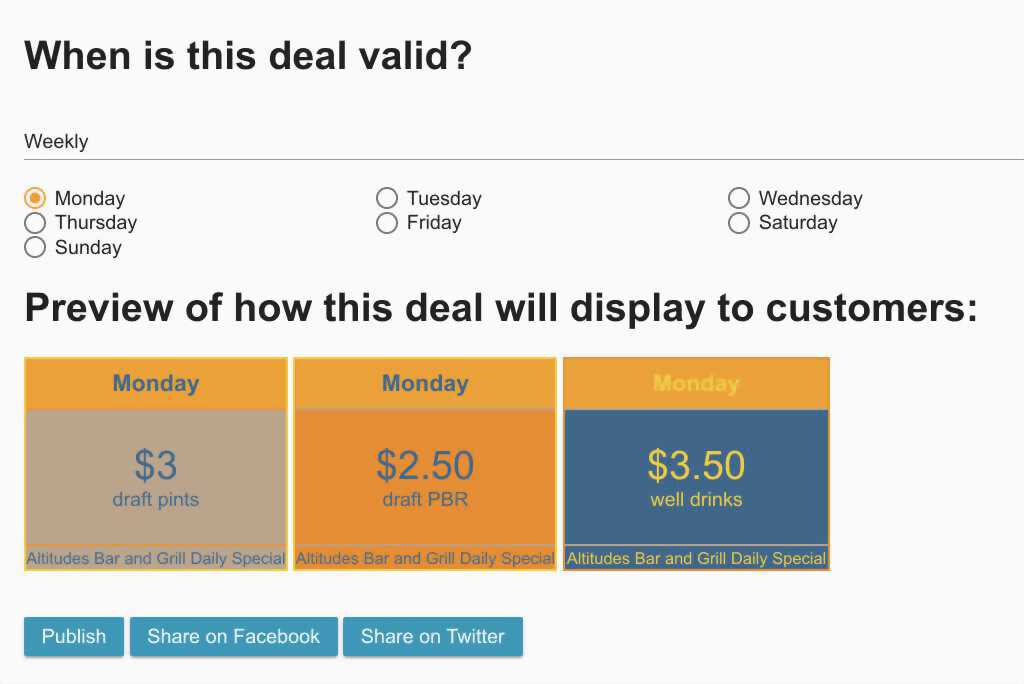 When is this deal valid?
Weekly
Monday Tuesday Wednesday
Thursday Friday Saturday
Sunday
Preview of how this deal will display to customers:
Monday Monday Monday
$3 $2.50 $3.50
draft pints draft PBR well drinks
Altitudes Bar and Grill Daily Special Altitudes Bar and Grill Daily Special Altitudes Bar and Grill Daily Special
Publish Share on Facebook Share on Twitter